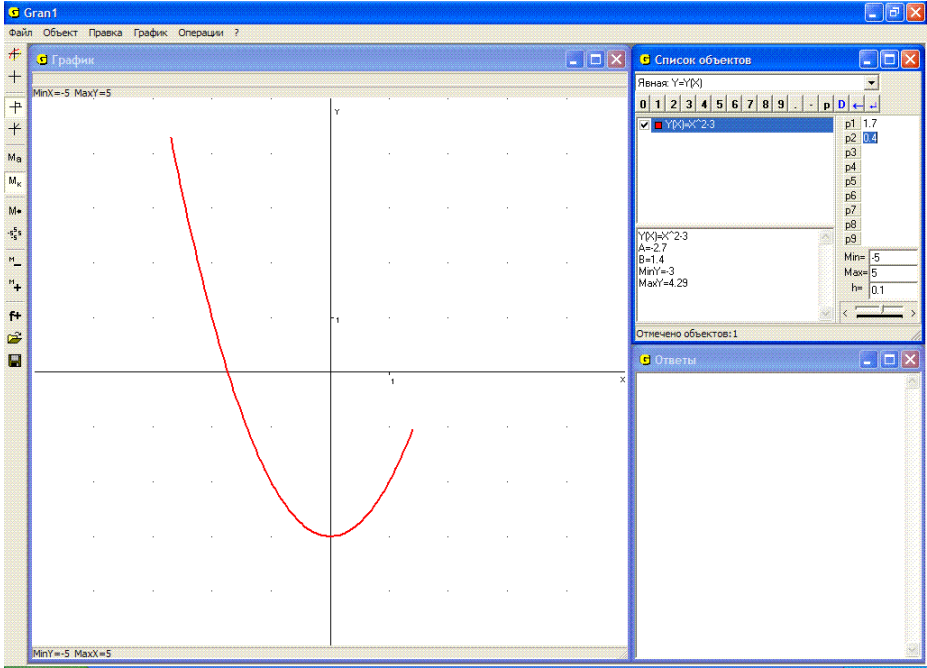 Gran1
Файл Объект Правка График Операции ?
График
MinX=-5 MaxY=5
Y
1
1
X
MinY=-5 MaxX=5
Ma
Mк
M•
M
M
f+
Список объектов
Явная: Y=Y(X)
0 1 2 3 4 5 6 7 8 9 . - p D ← ↵
Y(X)=X^2-3
p1 1.7
p2 0.4
p3
p4
p5
p6
p7
p8
p9
Y(X)=X^2-3
A=-2.7
B=1.4
MinY=-3
MaxY=4.29
Min= -5
Max= 5
h= 0.1
< >
Отмечено объектов:1
Ответы